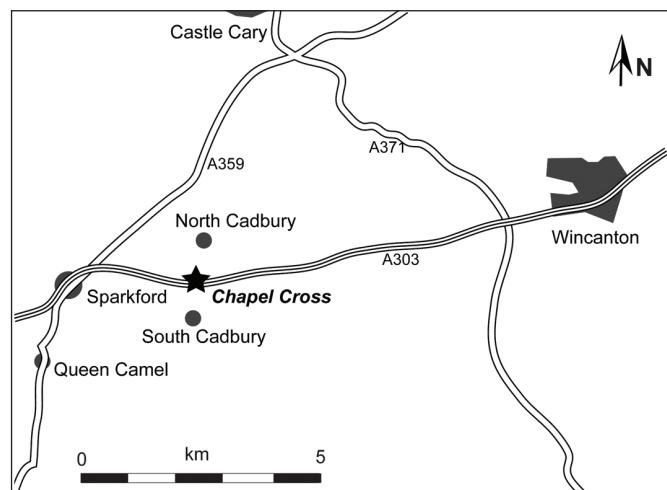 Castle Cary
N
A359
A371
North Cadbury
Wincanton
A303
Sparkford
Chapel Cross
South Cadbury
Queen Camel
0 km 5